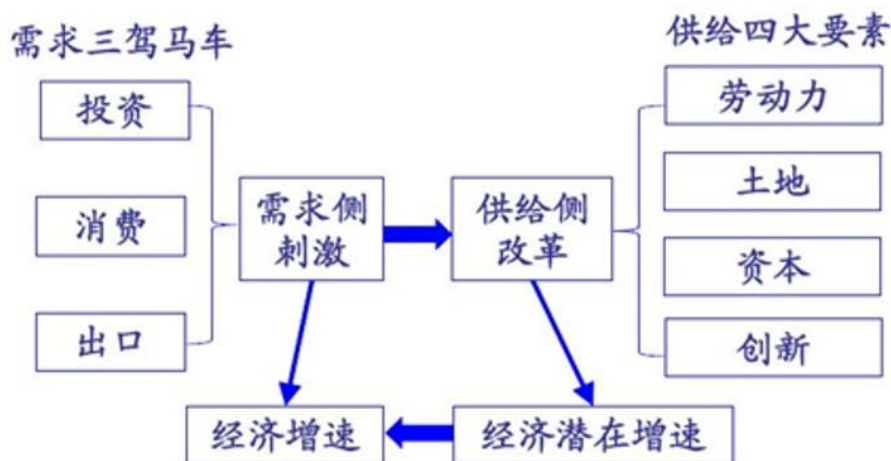 需求三驾马车
供给四大要素
投资
消费
出口
需求侧
刺激
供给侧
改革
劳动力
土地
资本
创新
经济增速
经济潜在增速